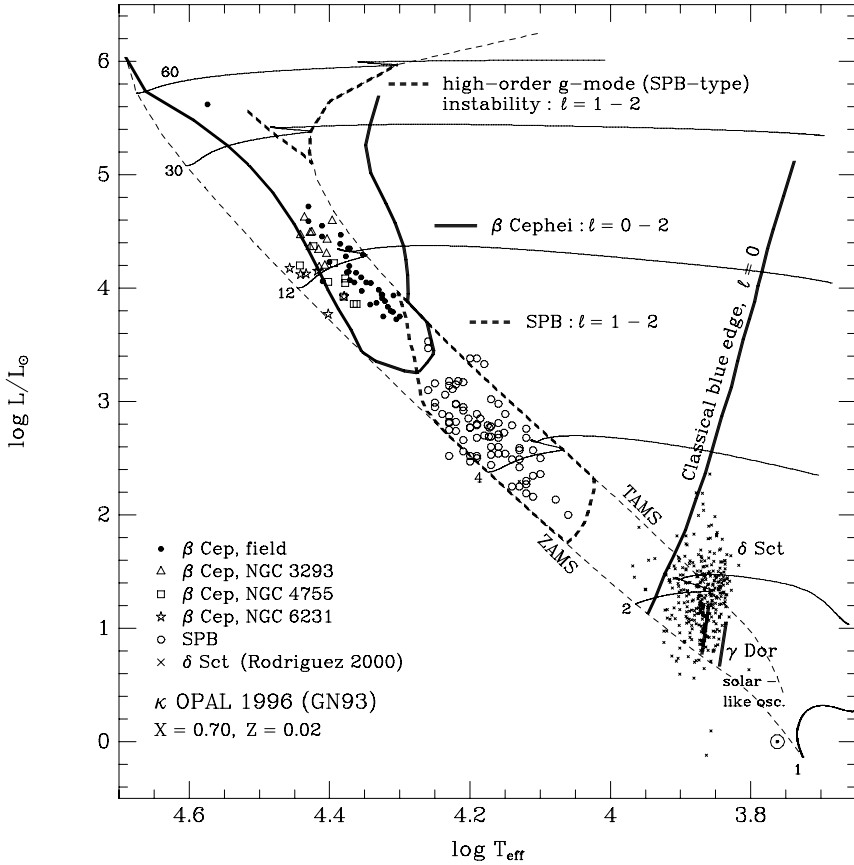 6
5
4
3
2
1
0
log L/L⊙
60
30
12
4
2
1
high-order g-mode (SPB-type)
instability : ℓ = 1 – 2
β Cephei : ℓ = 0 – 2
SPB : ℓ = 1 – 2
Classical blue edge, ℓ = 0
TAMS
ZAMS
δ Sct
γ Dor
solar –
like osc.
β Cep, field
β Cep, NGC 3293
β Cep, NGC 4755
β Cep, NGC 6231
SPB
δ Sct (Rodriguez 2000)
κ OPAL 1996 (GN93)
X = 0.70, Z = 0.02
4.6
4.4
4.2
4
3.8
log Teff